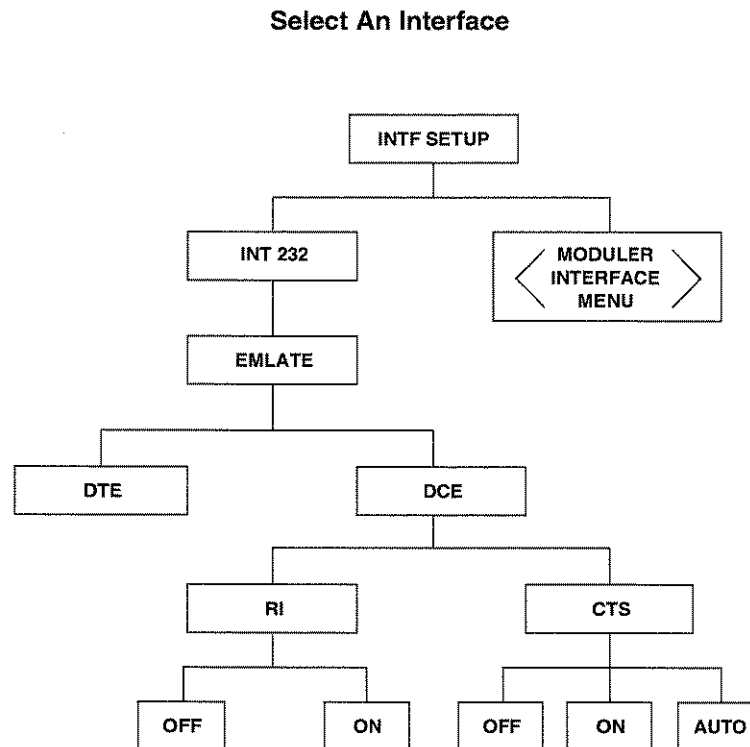 Select An Interface
INTF SETUP
INT 232
MODULER
INTERFACE
MENU
EMLATE
DTE
DCE
RI
CTS
OFF
ON
OFF
ON
AUTO